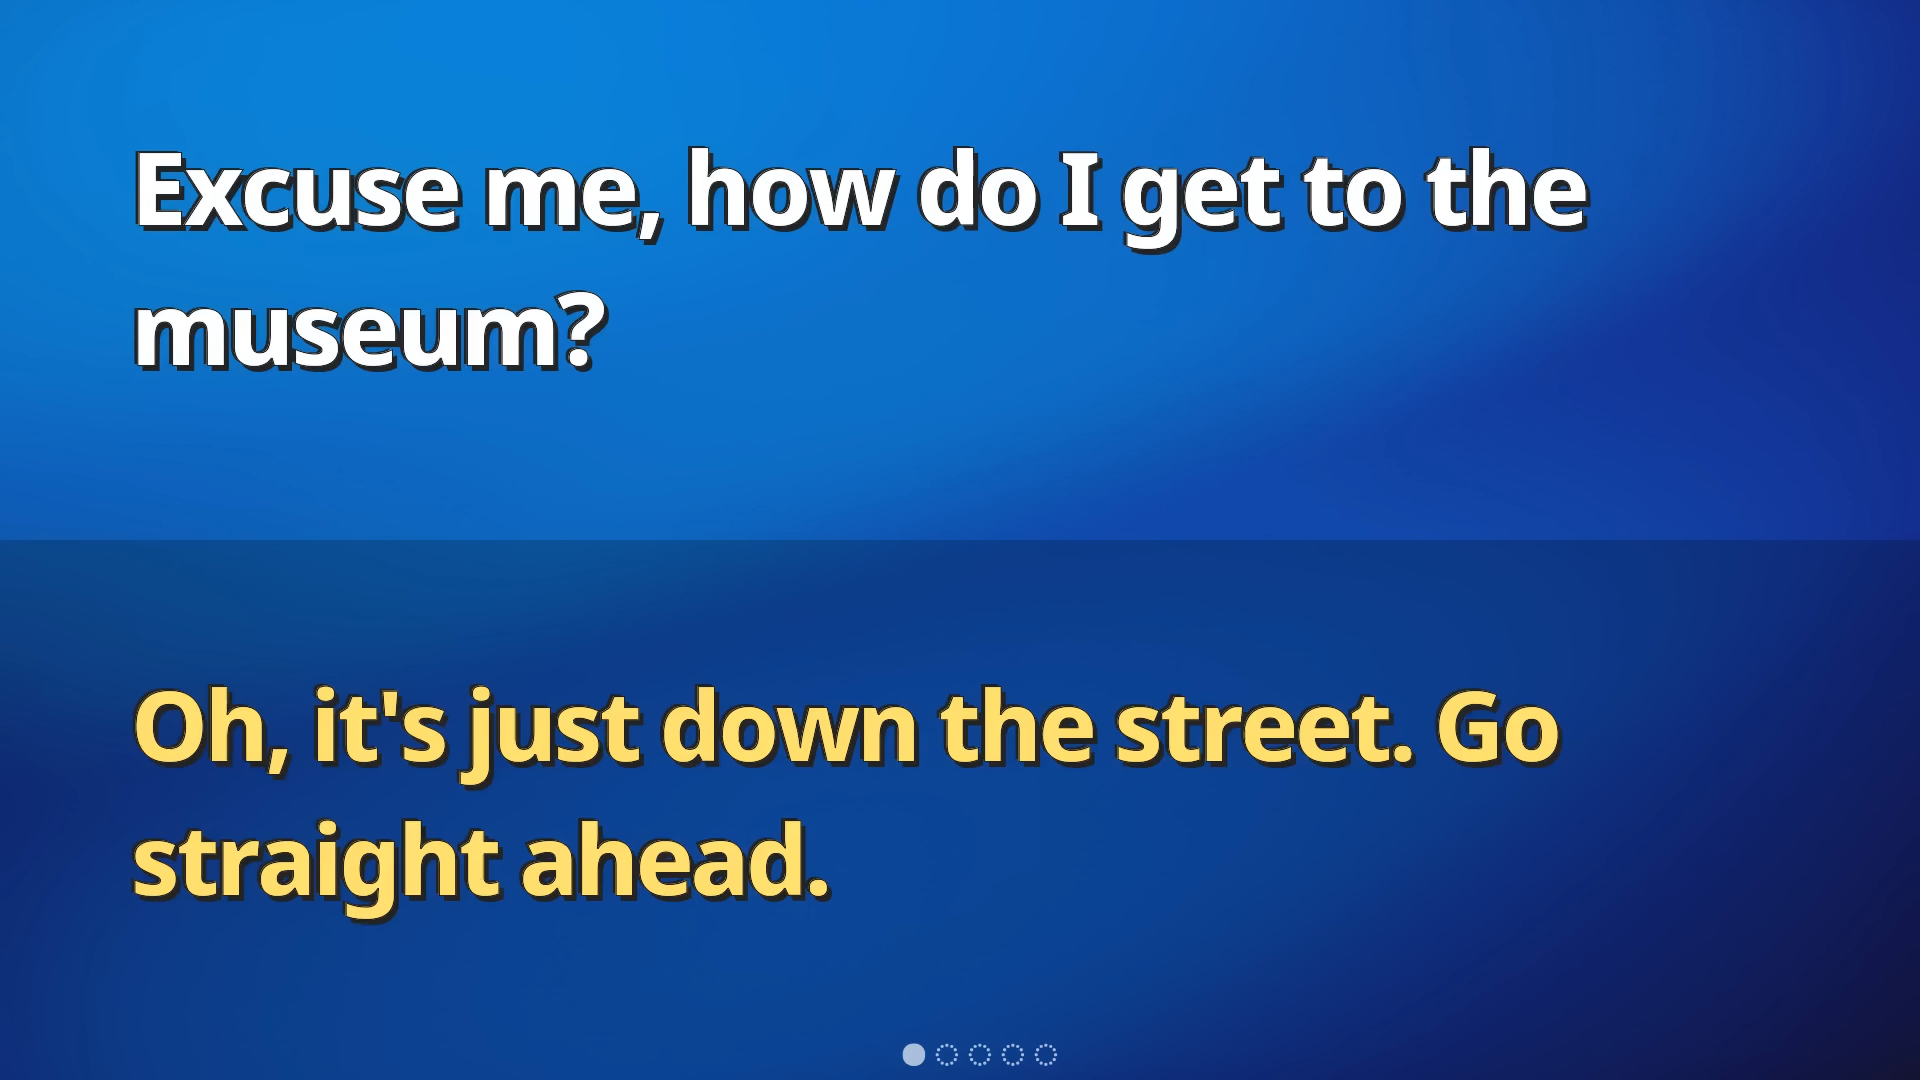 Excuse me, how do I get to the
museum?
Oh, it's just down the street. Go
straight ahead.